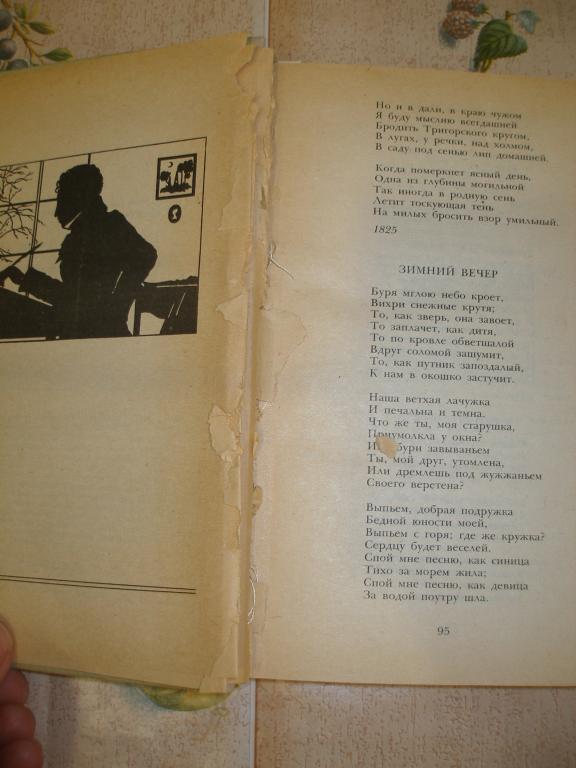 Но и в дали, в краю чужом
Я буду мыслию всегдашней
Бродить Тригорского кругом,
В лугах, у речки, над холмом,
В саду под сенью лип домашней.
Когда померкнет ясный день,
Одна из глубины могильной
Так иногда в родную сень
Летит тоскующая тень
На милых бросить взор умильный.
1825
ЗИМНИЙ ВЕЧЕР
Буря мглою небо кроет,
Вихри снежные крутя;
То, как зверь, она завоет,
То заплачет, как дитя,
То по кровле обветшалой
Вдруг соломой зашумит,
То, как путник запоздалый,
К нам в окошко застучит.
Наша ветхая лачужка
И печальна и темна.
Что же ты, моя старушка,
Приумолкла у окна?
бури завываньем
Ты, мой друг, утомлена,
Или дремлешь под жужжаньем
Своего веретена?
Выпьем, добрая подружка
Бедной юности моей,
Выпьем с горя; где же кружка?
Сердцу будет веселей.
Спой мне песню, как синица
Тихо за морем жила;
Спой мне песню, как девица
За водой поутру шла.
95